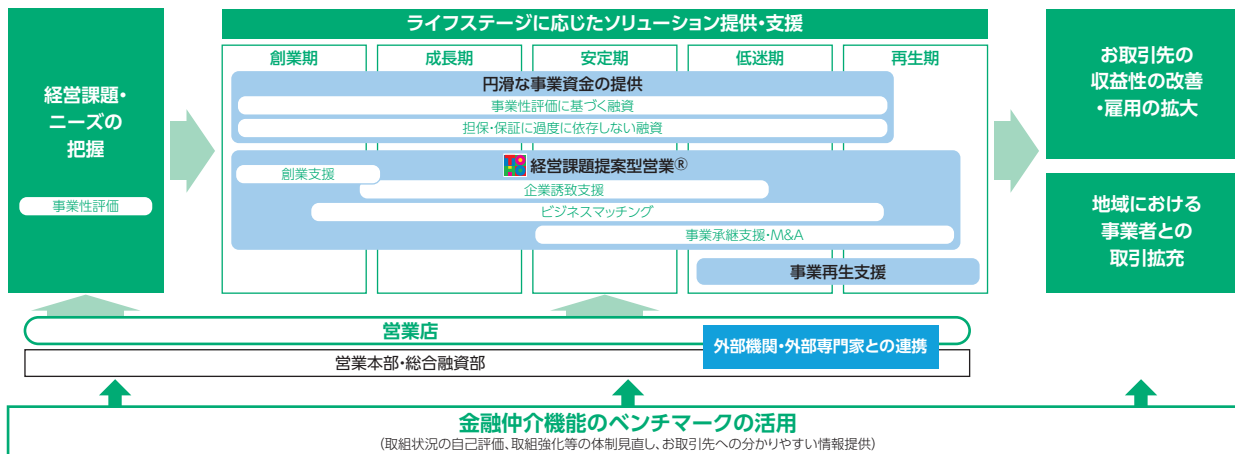 経営課題・
ニーズの
把握
事業性評価
ライフステージに応じたソリューション提供・支援
創業期
成長期
安定期
低迷期
再生期
円滑な事業資金の提供
事業性評価に基づく融資
担保・保証に過度に依存しない融資
経営課題提案型営業®
創業支援
企業誘致支援
ビジネスマッチング
事業承継支援・M&A
事業再生支援
お取引先の
収益性の改善
・雇用の拡大
地域における
事業者との
取引拡充
営業店
営業本部・総合融資部
外部機関・外部専門家との連携
金融仲介機能のベンチマークの活用
(取組状況の自己評価、取組強化等の体制見直し、お取引先への分かりやすい情報提供)